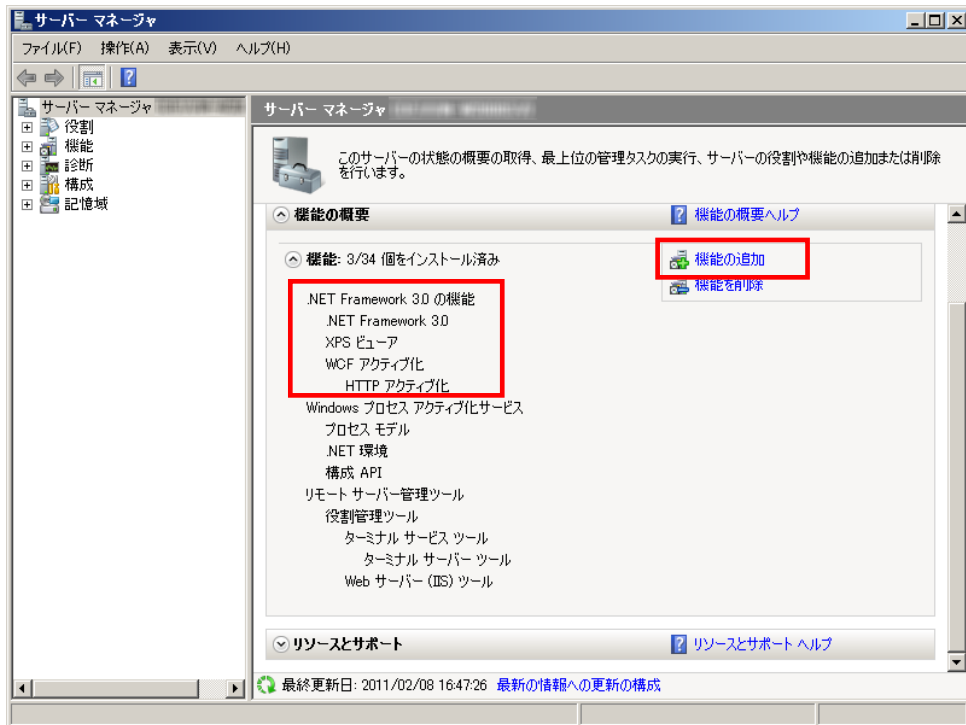 サーバー マネージャ
ファイル(F) 操作(A) 表示(V) ヘルプ(H)
サーバー マネージャ
役割
機能
診断
構成
記憶域
サーバー マネージャ
このサーバーの状態の概要の取得、最上位の管理タスクの実行、サーバーの役割や機能の追加または削除
を行います。
機能の概要
機能の概要ヘルプ
機能: 3/34 個をインストール済み
機能の追加
機能を削除
.NET Framework 3.0 の機能
.NET Framework 3.0
XPS ビューア
WCF アクティブ化
HTTP アクティブ化
Windows プロセス アクティブ化サービス
プロセス モデル
.NET 環境
構成 API
リモート サーバー管理ツール
役割管理ツール
ターミナル サービス ツール
ターミナル サーバー ツール
Web サーバー (IIS) ツール
リソースとサポート
リソースとサポート ヘルプ
最終更新日: 2011/02/08 16:47:26 最新の情報への更新の構成